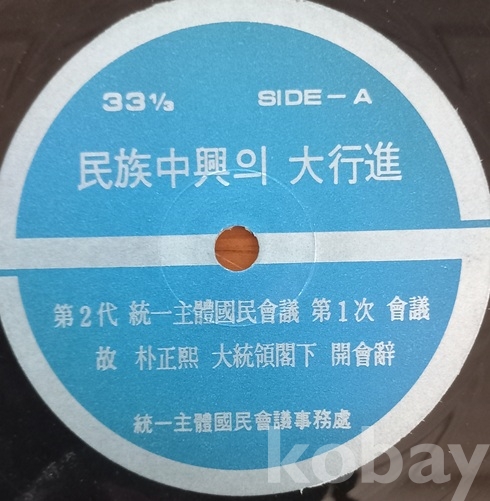 33⅓ SIDE-A
民族中興의 大行進
第2代 統一主體國民會議 第1次 會議
故 朴正熙 大統領閣下 開會辭
統一主體國民會議事務處
kobay